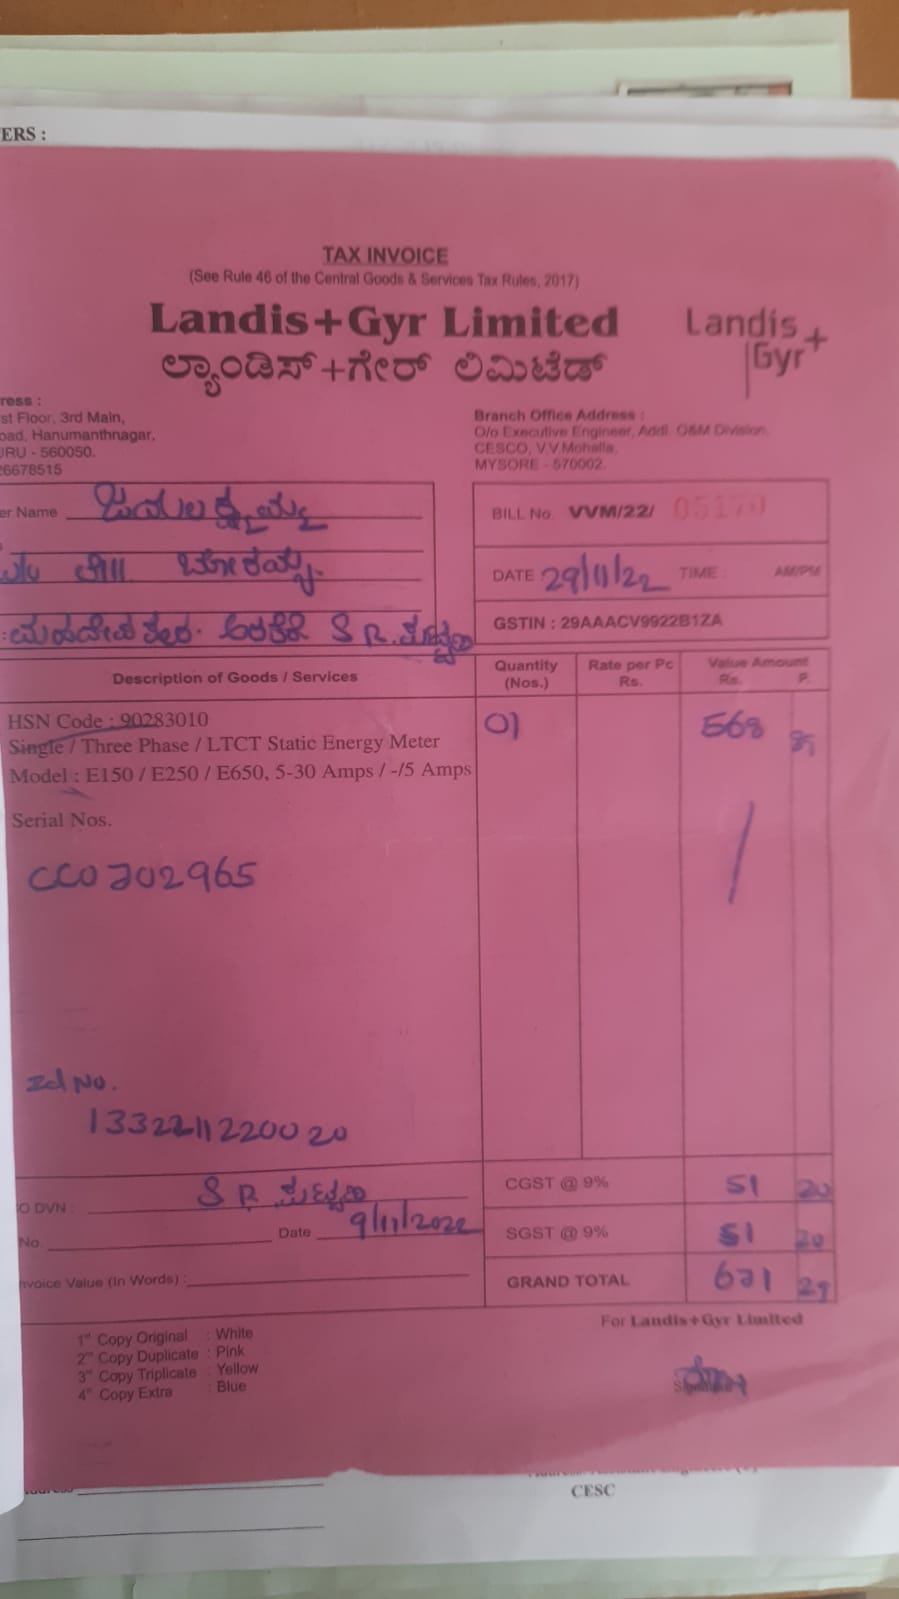 ERS :
TAX INVOICE
(See Rule 46 of the Central Goods & Services Tax Rules, 2017)
Landis+Gyr Limited
Landis
Gyr+
ಲ್ಯಾಂಡಿಸ್+ಗೇರ್ ಲಿಮಿಟೆಡ್
ress :
st Floor, 3rd Main,
oad, Hanumanthnagar,
URU - 560050.
26678515
Branch Office Address :
O/o Executive Engineer, Addl. O&M Division,
CESCO, V.V.Mohalla,
MYSORE - 570002.
er Name
BILL No. VVM/22/ 05170
DATE 29/11/22 TIME : AM/PM
S R
GSTIN : 29AAACV9922B1ZA
Description of Goods / Services
Quantity (Nos.)
Rate per Pc Rs.
Value Amount Rs. P.
HSN Code : 90283010
01
568
Single / Three Phase / LTCT Static Energy Meter
Model : E150 / E250 / E650, 5-30 Amps / -/5 Amps
Serial Nos.
CC0702965
Id No.
1332211220020
O DVN : S R
CGST @ 9% 51 20
No. Date 9/11/2022
SGST @ 9% 51 20
nvoice Value (In Words) :
GRAND TOTAL 671 29
For Landis+Gyr Limited
1st Copy Original : White
2nd Copy Duplicate : Pink
3rd Copy Triplicate : Yellow
4th Copy Extra : Blue
CESC